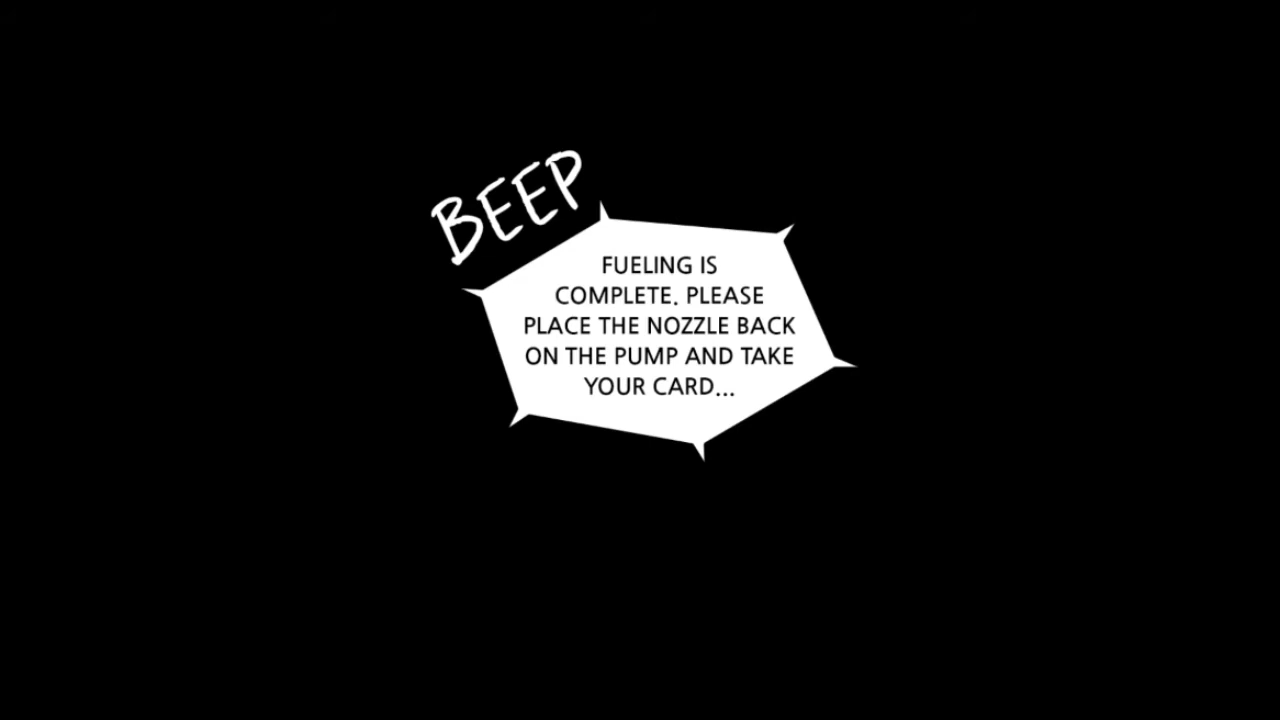 BEEP
FUELING IS
COMPLETE. PLEASE
PLACE THE NOZZLE BACK
ON THE PUMP AND TAKE
YOUR CARD...